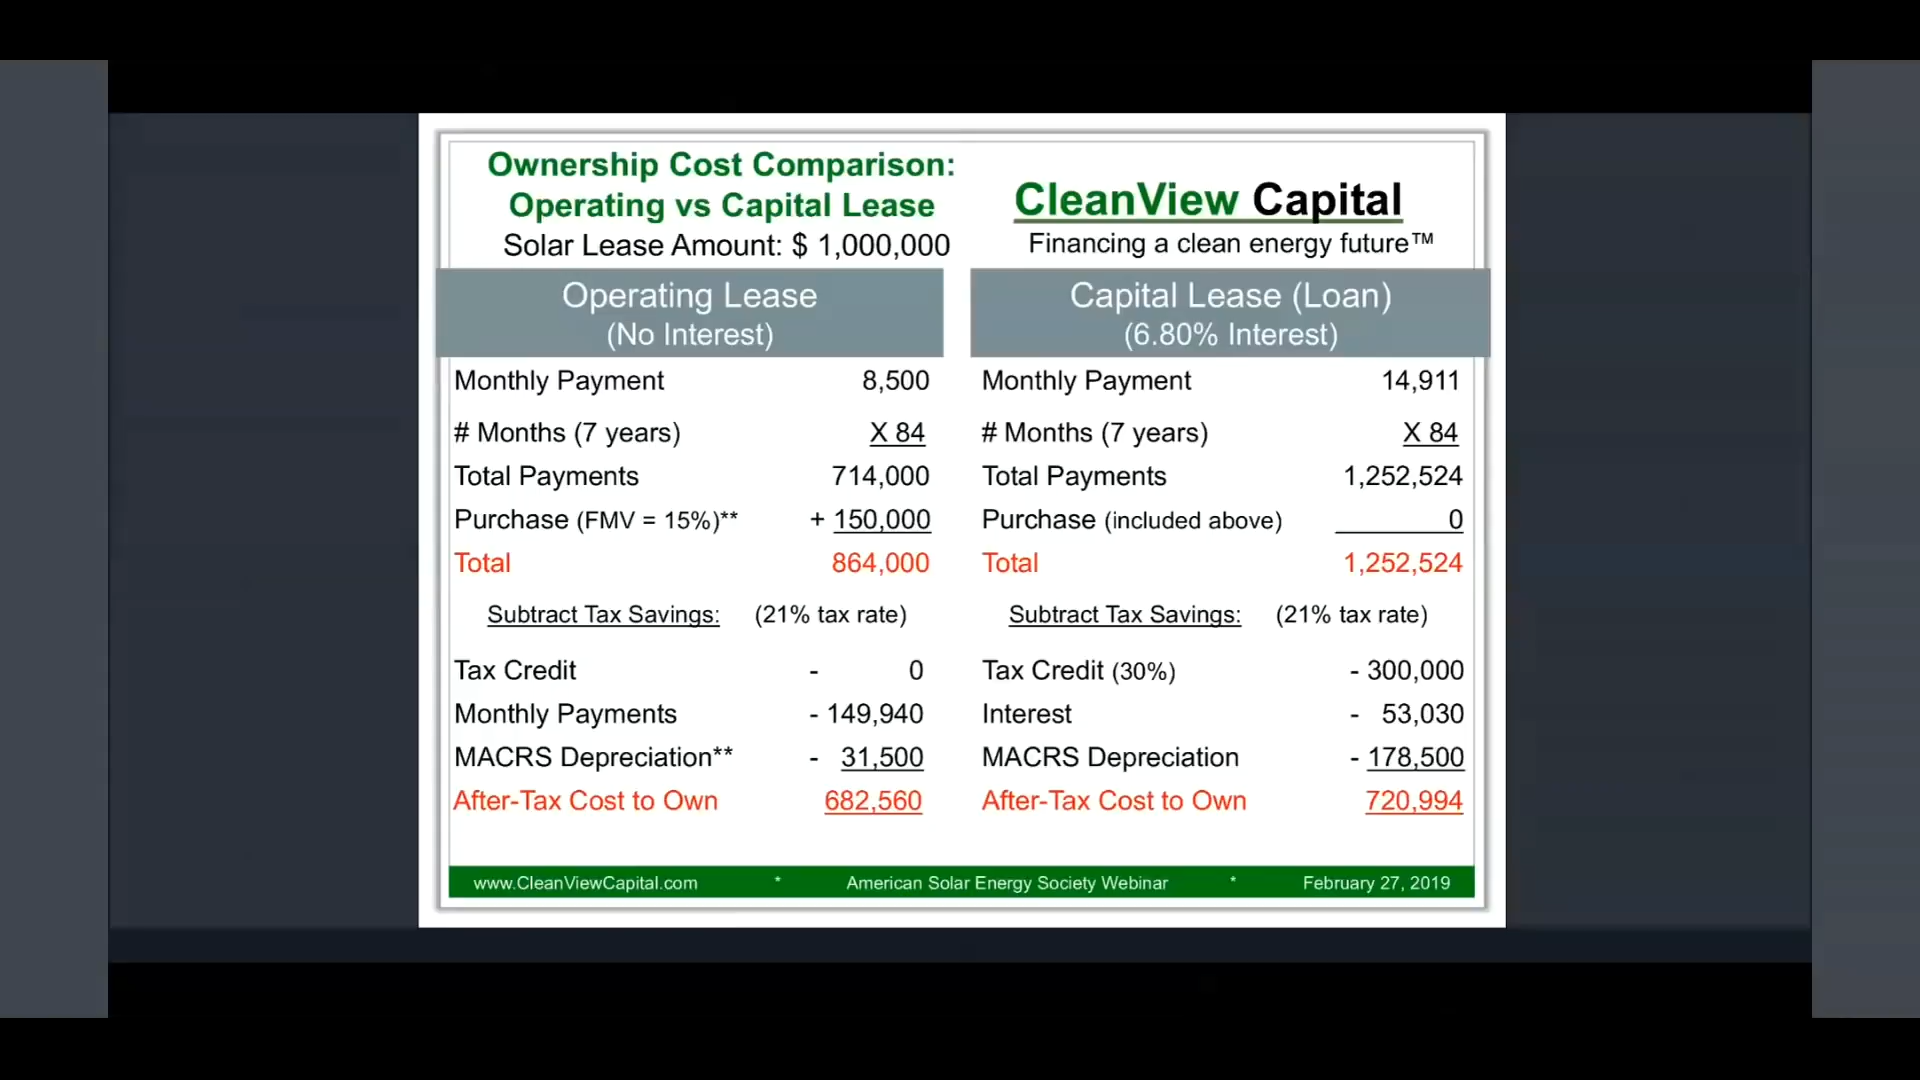 Ownership Cost Comparison:
Operating vs Capital Lease
Solar Lease Amount: $ 1,000,000
CleanView Capital
Financing a clean energy future™
Operating Lease
(No Interest)
Monthly Payment 8,500
# Months (7 years) X 84
Total Payments 714,000
Purchase (FMV = 15%)** + 150,000
Total 864,000
Subtract Tax Savings: (21% tax rate)
Tax Credit - 0
Monthly Payments - 149,940
MACRS Depreciation** - 31,500
After-Tax Cost to Own 682,560
Capital Lease (Loan)
(6.80% Interest)
Monthly Payment 14,911
# Months (7 years) X 84
Total Payments 1,252,524
Purchase (included above) 0
Total 1,252,524
Subtract Tax Savings: (21% tax rate)
Tax Credit (30%) - 300,000
Interest - 53,030
MACRS Depreciation - 178,500
After-Tax Cost to Own 720,994
www.CleanViewCapital.com * American Solar Energy Society Webinar * February 27, 2019